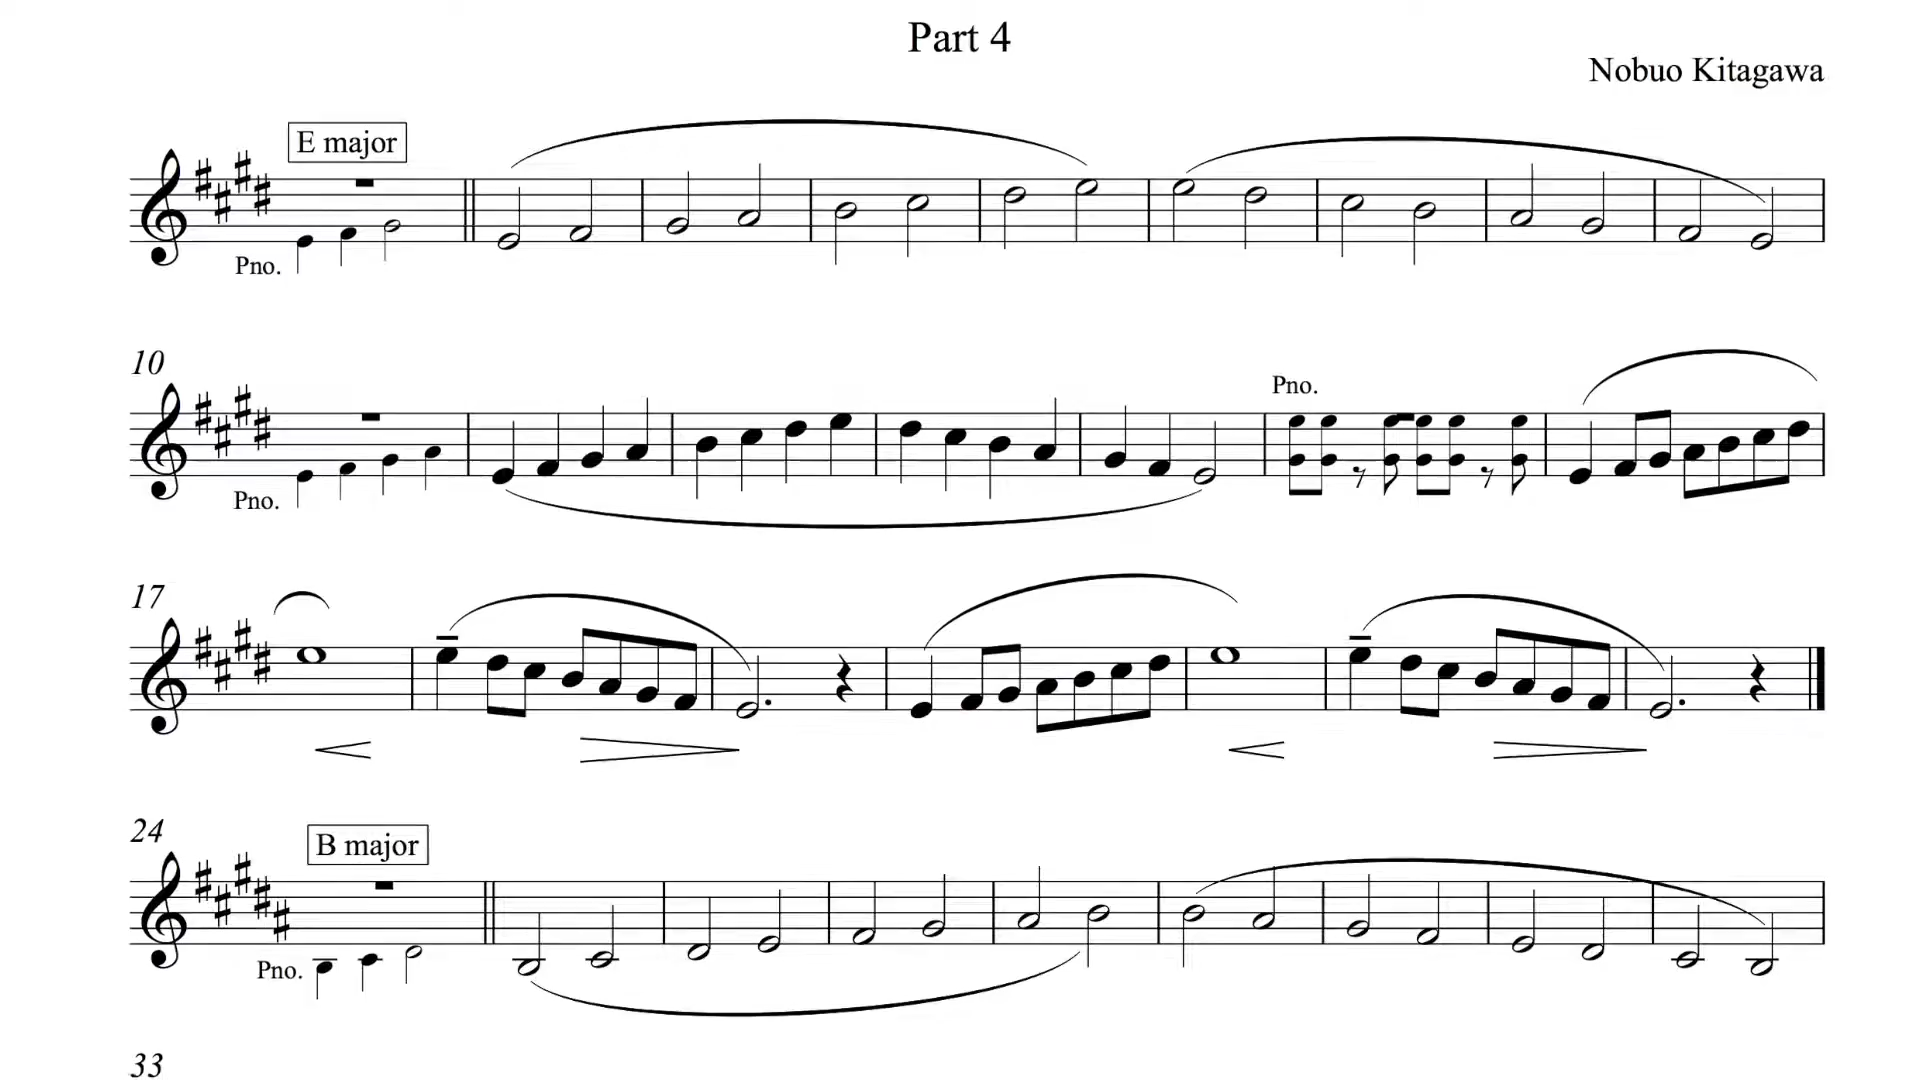 Part 4
Nobuo Kitagawa
E major
Pno.
10
Pno.
Pno.
17
24
B major
Pno.
33